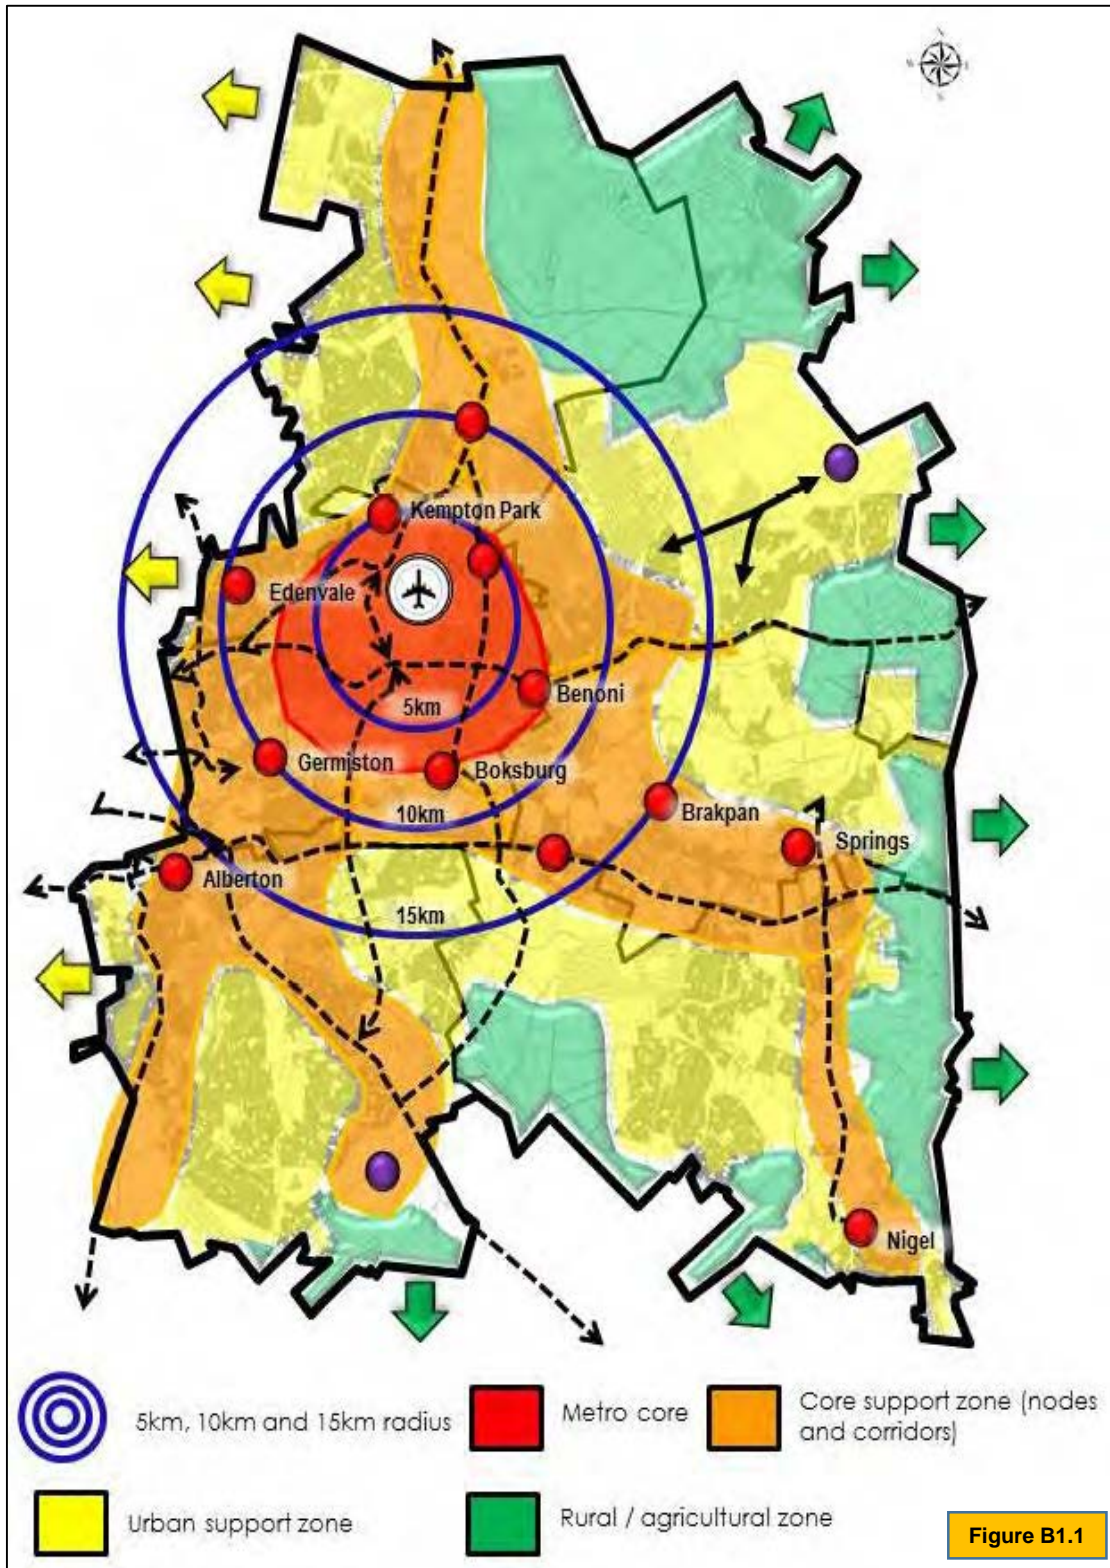 Kempton Park
Edenvale
Benoni
5km
Germiston
Boksburg
10km
Brakpan
Springs
Alberton
15km
Nigel
5km, 10km and 15km radius
Metro core
Core support zone (nodes
and corridors)
Urban support zone
Rural / agricultural zone
Figure B1.1